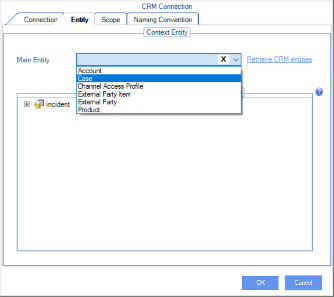 CRM Connection
Connection Entity Scope Naming Convention
Context Entity
Main Entity X Retrieve CRM entities
Account
Case
Channel Access Profile
External Party Item
External Party
Product
incident
OK Cancel